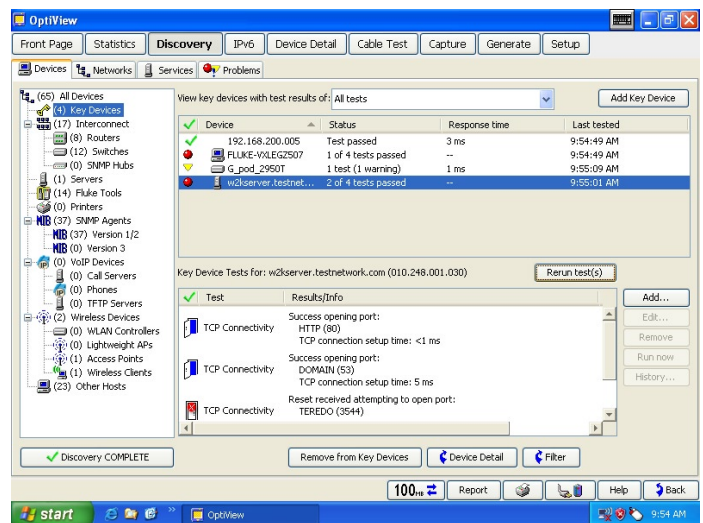 OptiView
Front Page Statistics Discovery IPv6 Device Detail Cable Test Capture Generate Setup
Devices Networks Services Problems
(65) All Devices
(4) Key Devices
(17) Interconnect
(8) Routers
(12) Switches
(0) SNMP Hubs
(1) Servers
(14) Fluke Tools
(0) Printers
MIB (37) SNMP Agents
MIB (37) Version 1/2
MIB (0) Version 3
(0) VoIP Devices
(0) Call Servers
(0) Phones
(0) TFTP Servers
(2) Wireless Devices
(0) WLAN Controllers
(0) Lightweight APs
(1) Access Points
(1) Wireless Clients
(23) Other Hosts
View key devices with test results of: All tests Add Key Device
Device Status Response time Last tested
192.168.200.005 Test passed 3 ms 9:54:49 AM
FLUKE-VXLEGZ507 1 of 4 tests passed -- 9:54:49 AM
G_pod_2950T 1 test (1 warning) 1 ms 9:55:09 AM
w2kserver.testnet... 2 of 4 tests passed -- 9:55:01 AM
Key Device Tests for: w2kserver.testnetwork.com (010.248.001.030) Rerun test(s)
Test Results/Info
TCP Connectivity
Success opening port:
HTTP (80)
TCP connection setup time: <1 ms
TCP Connectivity
Success opening port:
DOMAIN (53)
TCP connection setup time: 5 ms
TCP Connectivity
Reset received attempting to open port:
TEREDO (3544)
Add...
Edit...
Remove
Run now
History...
Discovery COMPLETE Remove from Key Devices Device Detail Filter
100MB Report Help Back
start OptiView 9:54 AM